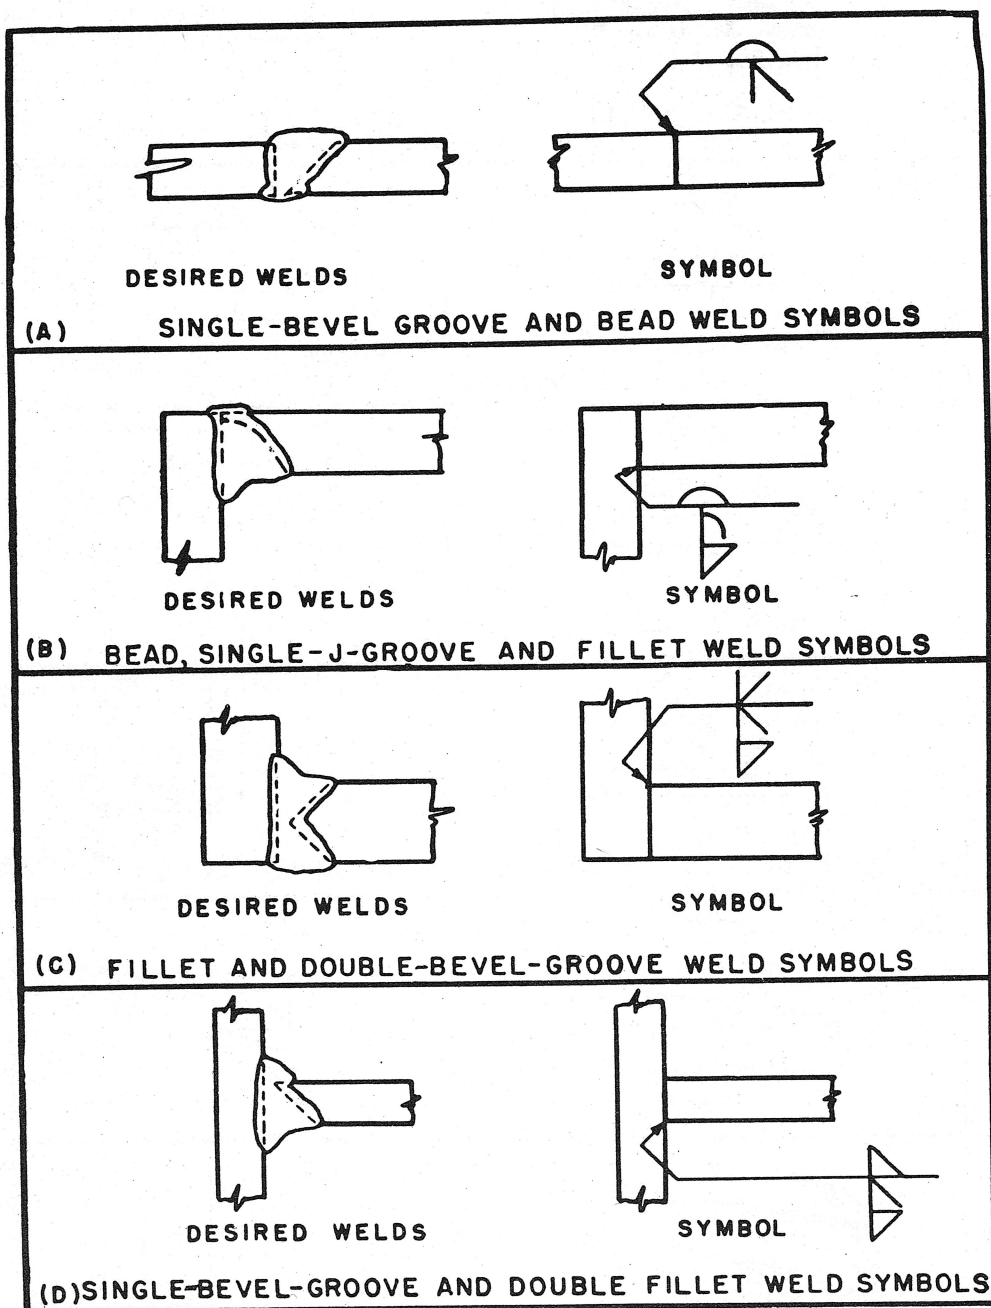 DESIRED WELDS
SYMBOL
(A) SINGLE-BEVEL GROOVE AND BEAD WELD SYMBOLS
DESIRED WELDS
SYMBOL
(B) BEAD, SINGLE-J-GROOVE AND FILLET WELD SYMBOLS
DESIRED WELDS
SYMBOL
(C) FILLET AND DOUBLE-BEVEL-GROOVE WELD SYMBOLS
DESIRED WELDS
SYMBOL
(D) SINGLE-BEVEL-GROOVE AND DOUBLE FILLET WELD SYMBOLS